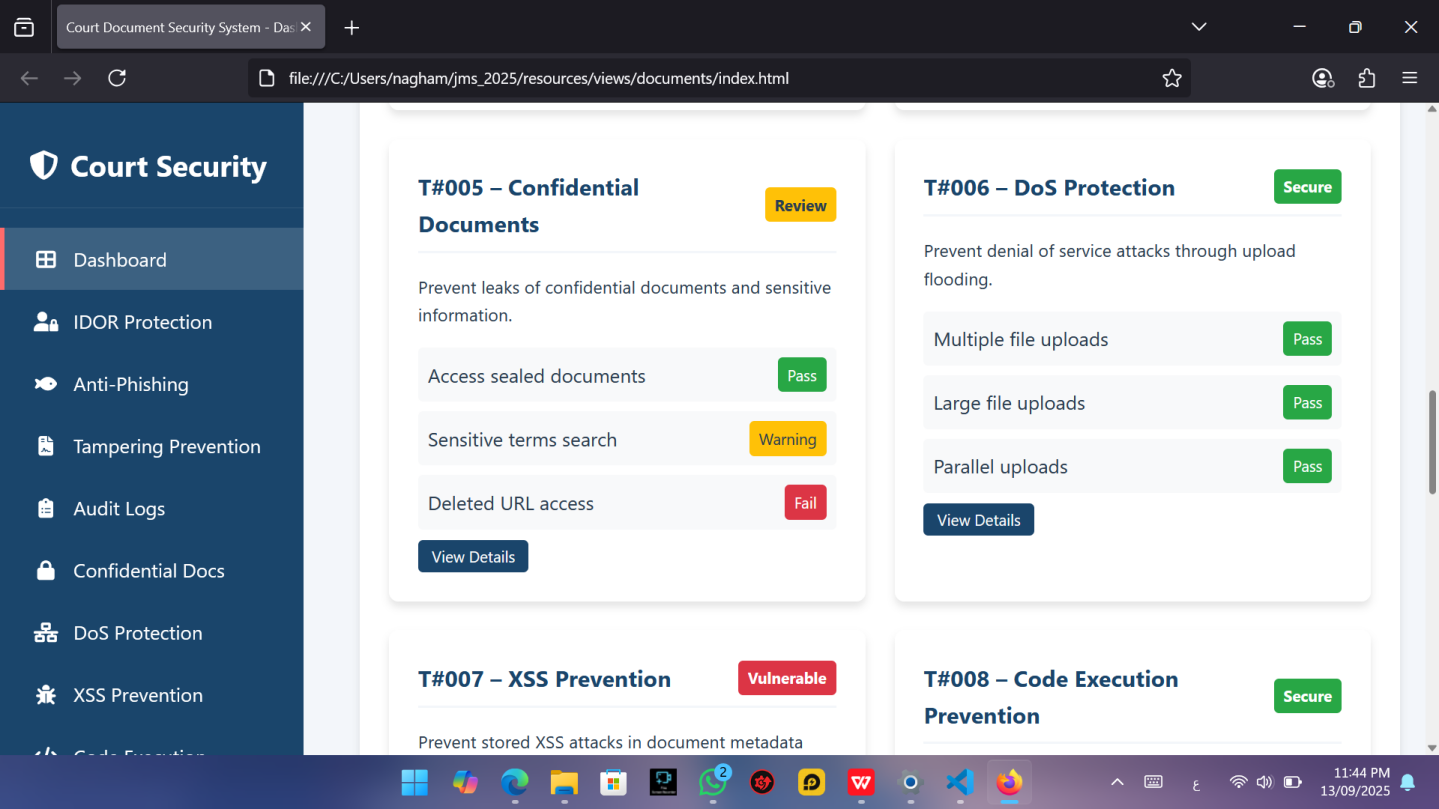 Court Document Security System - Das
file:///C:/Users/nagham/jms_2025/resources/views/documents/index.html
Court Security
Dashboard
IDOR Protection
Anti-Phishing
Tampering Prevention
Audit Logs
Confidential Docs
DoS Protection
XSS Prevention
Code Execution
T#005 – Confidential
Documents
Review
Prevent leaks of confidential documents and sensitive
information.
Access sealed documents
Pass
Sensitive terms search
Warning
Deleted URL access
Fail
View Details
T#006 – DoS Protection
Secure
Prevent denial of service attacks through upload
flooding.
Multiple file uploads
Pass
Large file uploads
Pass
Parallel uploads
Pass
View Details
T#007 – XSS Prevention
Vulnerable
Prevent stored XSS attacks in document metadata
T#008 – Code Execution
Prevention
Secure
2
ع
11:44 PM
13/09/2025